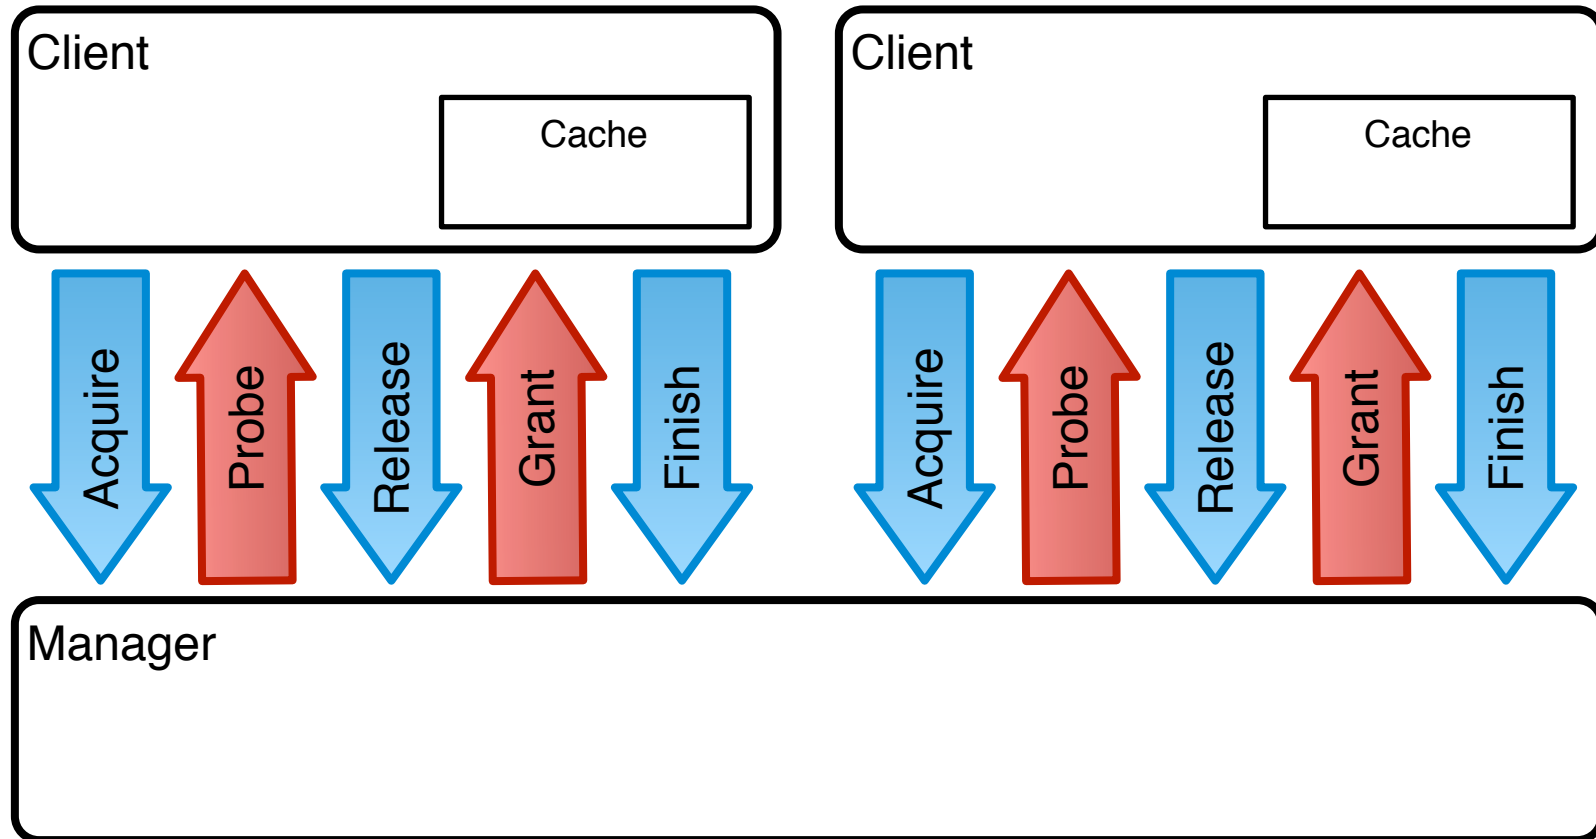 Client
Cache
Client
Cache
Acquire
Probe
Release
Grant
Finish
Acquire
Probe
Release
Grant
Finish
Manager